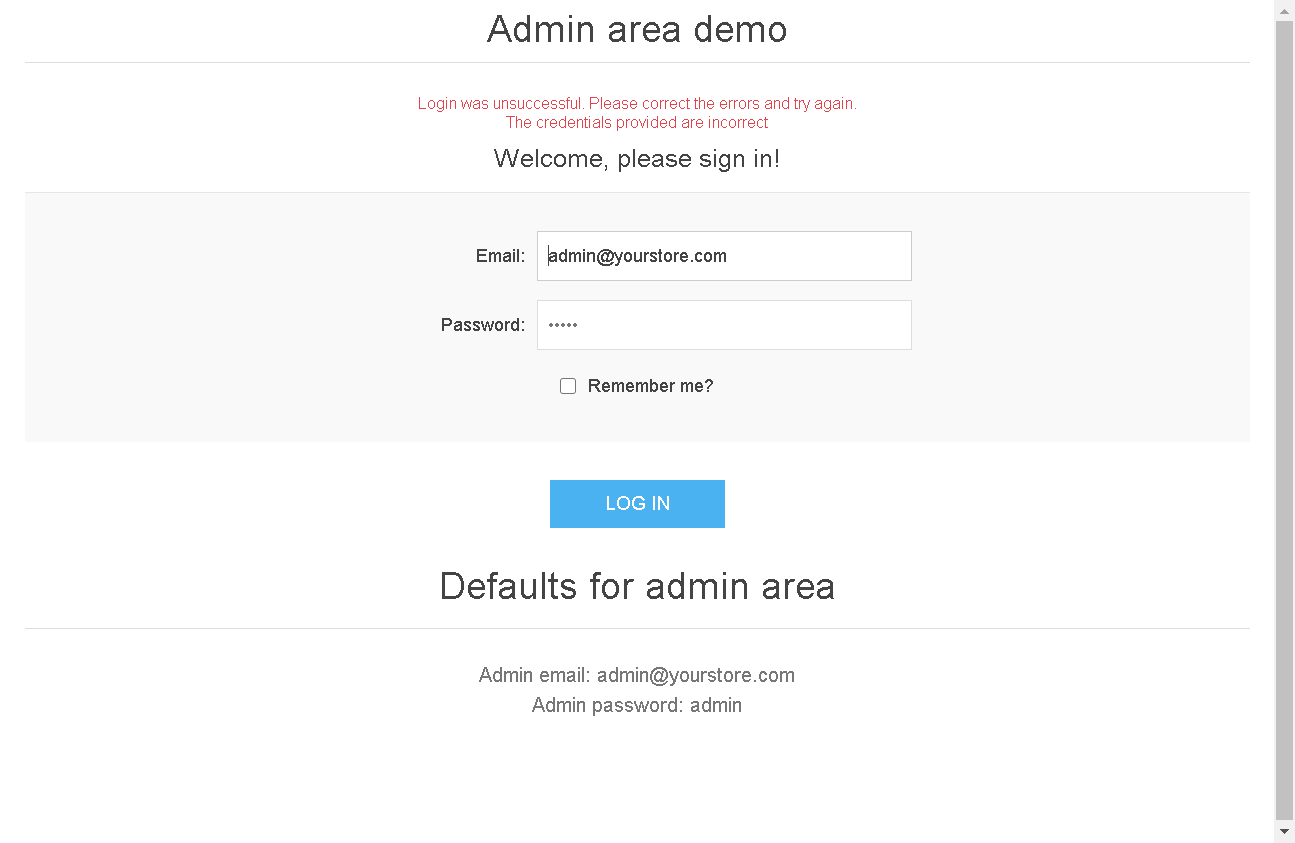 Admin area demo
Login was unsuccessful. Please correct the errors and try again.
The credentials provided are incorrect
Welcome, please sign in!
Email: admin@yourstore.com
Password: •••••
Remember me?
LOG IN
Defaults for admin area
Admin email: admin@yourstore.com
Admin password: admin